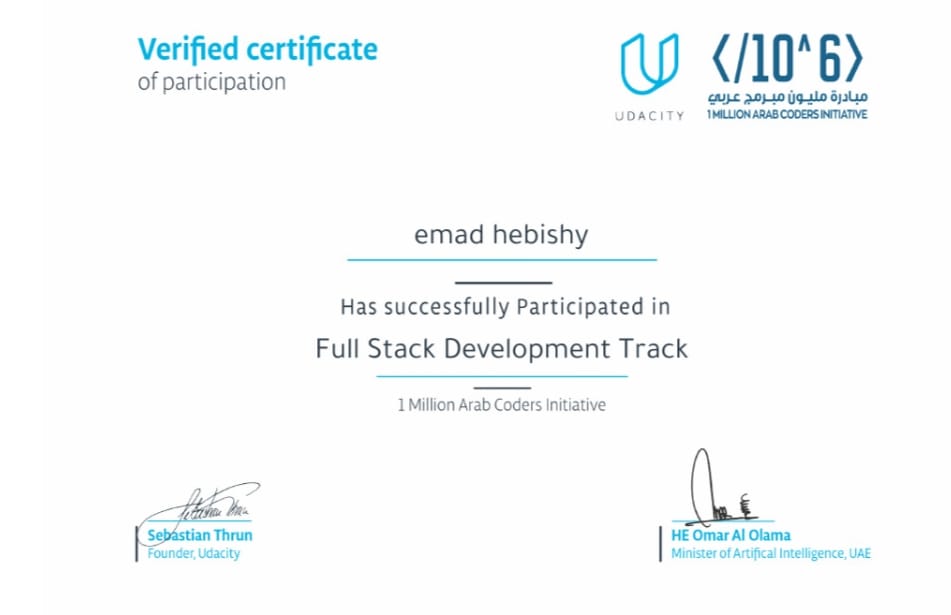 Verified certificate
of participation
UDACITY
</10^6>
مبادرة مليون مبرمج عربي
1 MILLION ARAB CODERS INITIATIVE
emad hebishy
Has successfully Participated in
Full Stack Development Track
1 Million Arab Coders Initiative
Sebastian Thrun
Founder, Udacity
HE Omar Al Olama
Minister of Artifical Intelligence, UAE